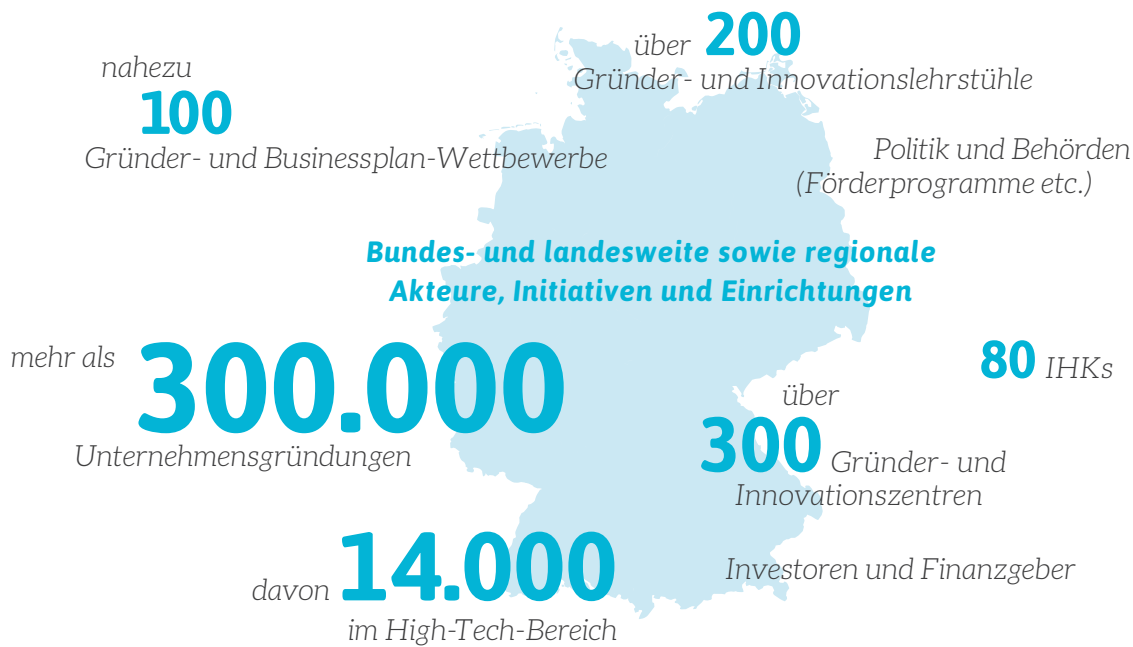 über 200
Gründer- und Innovationslehrstühle
nahezu
100
Gründer- und Businessplan-Wettbewerbe
Politik und Behörden
(Förderprogramme etc.)
Bundes- und landesweite sowie regionale
Akteure, Initiativen und Einrichtungen
mehr als 300.000
Unternehmensgründungen
80 IHKs
über
300 Gründer- und
Innovationszentren
davon 14.000
im High-Tech-Bereich
Investoren und Finanzgeber